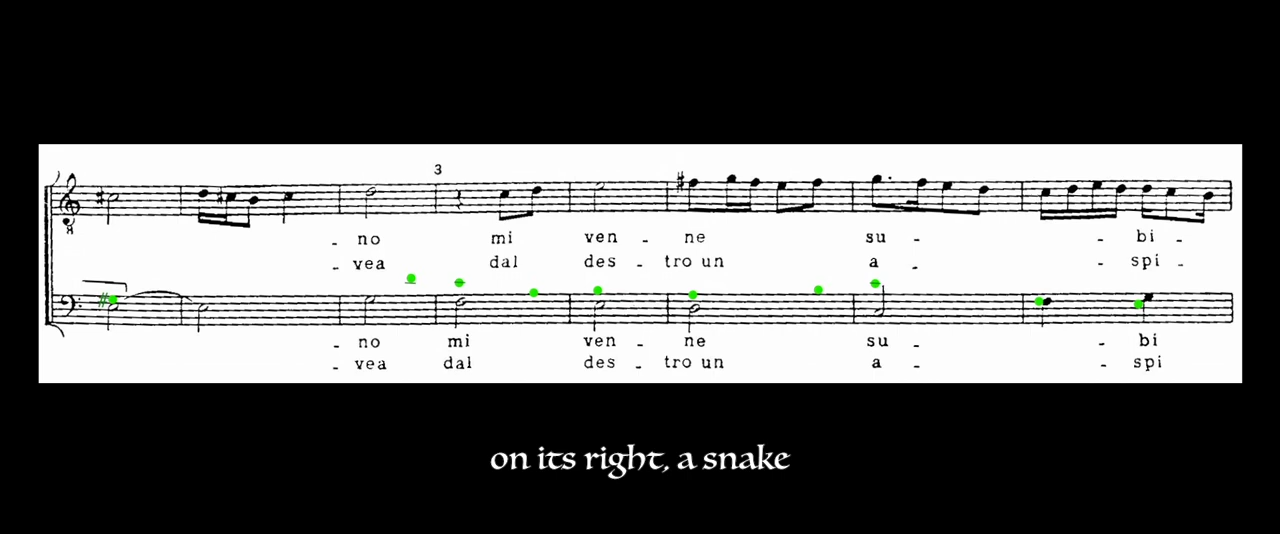 3
8
- no mi ven - ne su - - bi -
- vea dal des - tro un a - - spi -
- no mi ven - ne su - - bi
- vea dal des - tro un a - - spi
on its right, a snake